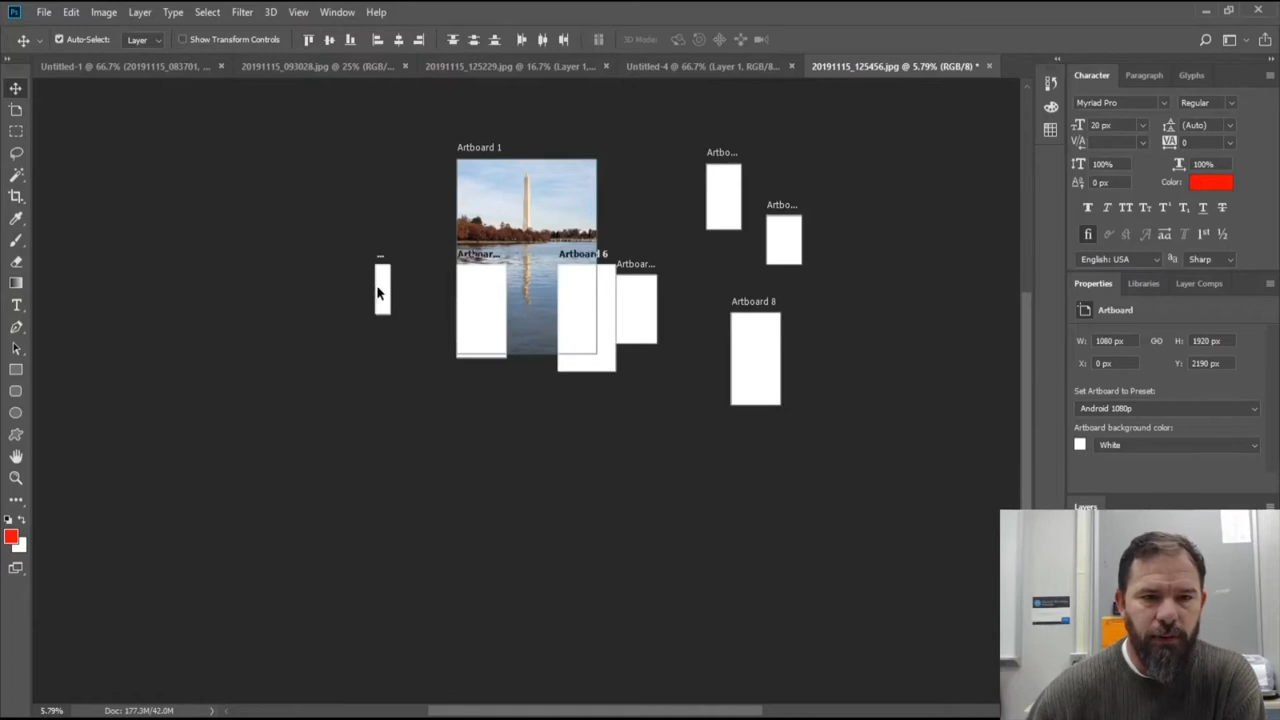 Ps File Edit Image Layer Type Select Filter 3D View Window Help
Auto-Select: Layer Show Transform Controls 3D Mode:
Untitled-1 @ 66.7% (20191115_083701, ... × 20191115_093028.jpg @ 25% (RGB/... × 20191115_125229.jpg @ 16.7% (Layer 1, ... × Untitled-4 @ 66.7% (Layer 1, RGB/8... × 20191115_125456.jpg @ 5.79% (RGB/8) * ×
Character Paragraph Glyphs
Myriad Pro Regular
20 px (Auto)
0
100% 100%
0 px Color:
English: USA Sharp
Properties Libraries Layer Comps
Artboard
W: 1080 px H: 1920 px
X: 0 px Y: 2190 px
Set Artboard to Preset:
Android 1080p
Artboard background color:
White
Layers
Artboard 1
Artbo...
Artbo...
...
Artboar...
Artboard 6
Artboar...
Artboard 8
5.79% Doc: 177.3M/42.0M